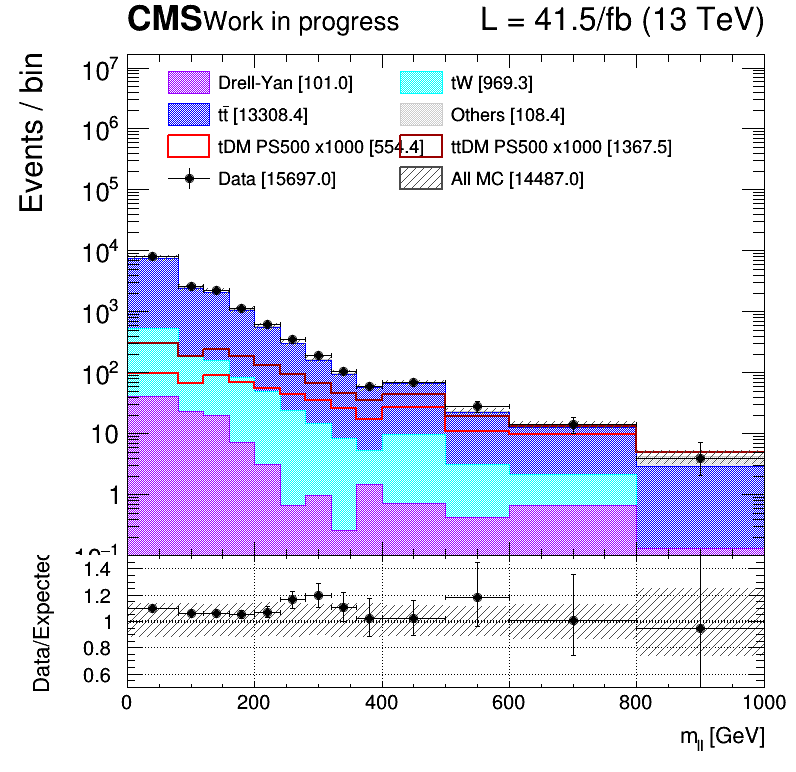 CMS Work in progress L = 41.5/fb (13 TeV)
Events / bin
10⁷
10⁶
10⁵
10⁴
10³
10²
10
1
10⁻¹
Drell-Yan [101.0] tW [969.3]
tt̄ [13308.4] Others [108.4]
tDM PS500 x1000 [554.4] ttDM PS500 x1000 [1367.5]
Data [15697.0] All MC [14487.0]
Data/Expected
1.4
1.2
1
0.8
0.6
0 200 400 600 800 1000
m_ll [GeV]